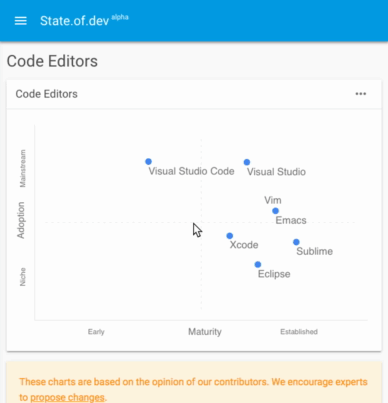 State.of.dev alpha
Code Editors
Code Editors
Mainstream
Adoption
Niche
Visual Studio Code
Visual Studio
Vim
Emacs
Xcode
Sublime
Eclipse
Early
Maturity
Established
These charts are based on the opinion of our contributors. We encourage experts
to propose changes.